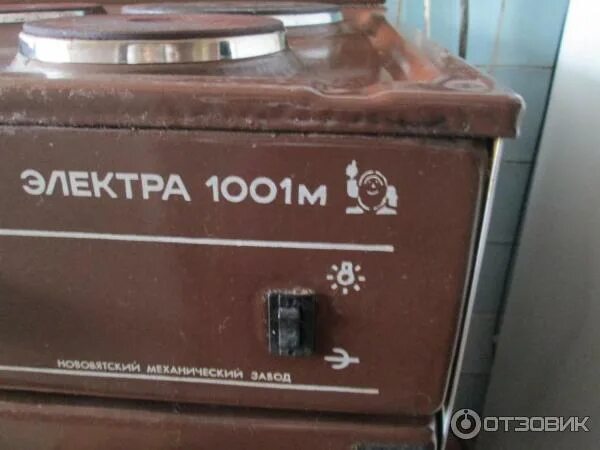 ЭЛЕКТРА 1001М
НОВОВЯТСКИЙ МЕХАНИЧЕСКИЙ ЗАВОД
ОТЗОВИК